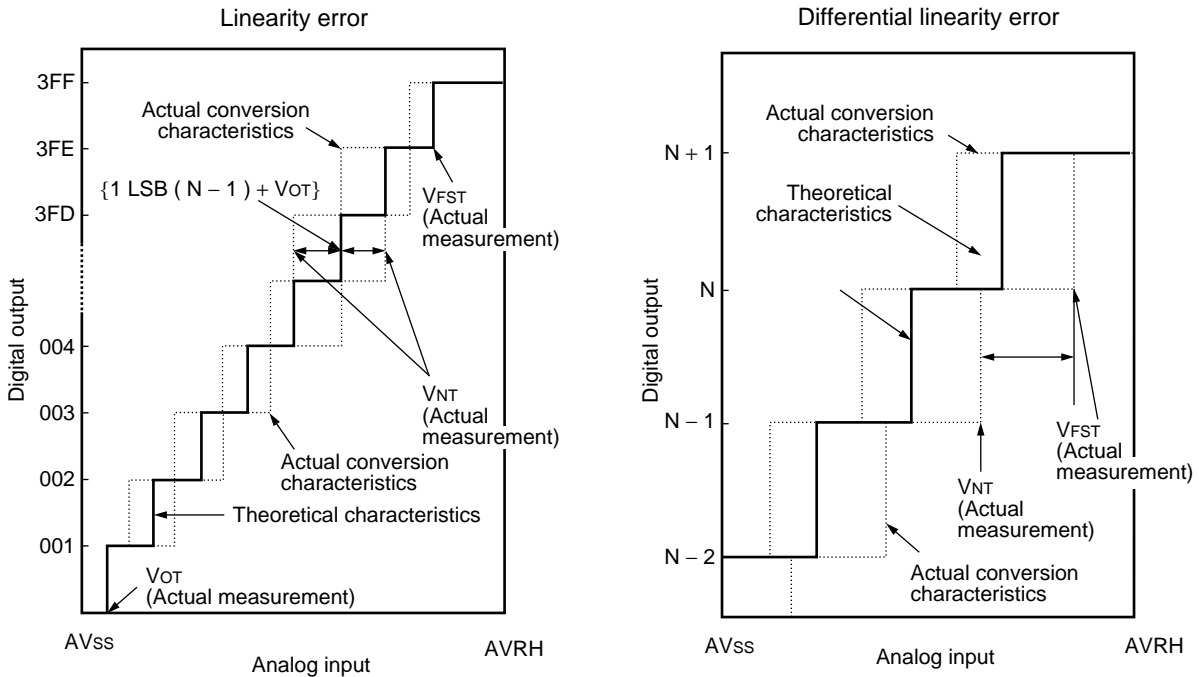 Linearity error
3FF
3FE
3FD
004
003
002
001
Digital output
Actual conversion
characteristics
{1 LSB ( N − 1 ) + VOT}
VFST
(Actual
measurement)
VNT
(Actual
measurement)
Actual conversion
characteristics
Theoretical characteristics
VOT
(Actual measurement)
AVSS
AVRH
Analog input
Differential linearity error
N + 1
N
N − 1
N − 2
Digital output
Actual conversion
characteristics
Theoretical
characteristics
VFST
(Actual
measurement)
VNT
(Actual
measurement)
Actual conversion
characteristics
AVSS
AVRH
Analog input